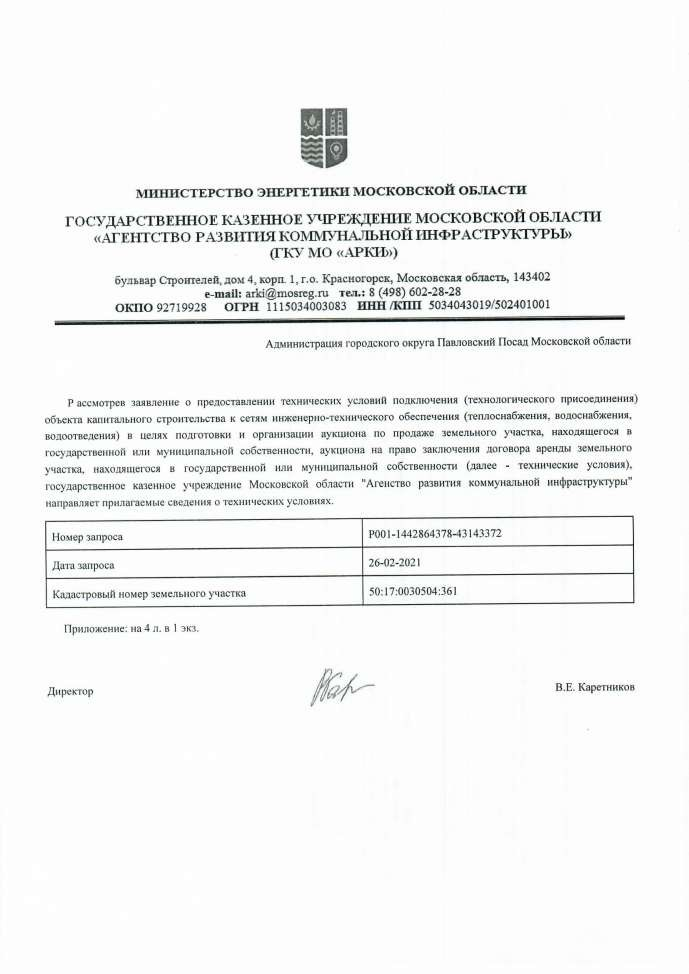 МИНИСТЕРСТВО ЭНЕРГЕТИКИ МОСКОВСКОЙ ОБЛАСТИ
ГОСУДАРСТВЕННОЕ КАЗЕННОЕ УЧРЕЖДЕНИЕ МОСКОВСКОЙ ОБЛАСТИ
«АГЕНТСТВО РАЗВИТИЯ КОММУНАЛЬНОЙ ИНФРАСТРУКТУРЫ»
(ГКУ МО «АРКИ»)
бульвар Строителей, дом 4, корп. 1, г.о. Красногорск, Московская область, 143402
e-mail: arki@mosreg.ru тел.: 8 (498) 602-28-28
ОКПО 92719928 ОГРН 1115034003083 ИНН /КПП 5034043019/502401001
Администрация городского округа Павловский Посад Московской области
Р ассмотрев заявление о предоставлении технических условий подключения (технологического присоединения)
объекта капитального строительства к сетям инженерно-технического обеспечения (теплоснабжения, водоснабжения,
водоотведения) в целях подготовки и организации аукциона по продаже земельного участка, находящегося в
государственной или муниципальной собственности, аукциона на право заключения договора аренды земельного
участка, находящегося в государственной или муниципальной собственности (далее - технические условия),
государственное казенное учреждение Московской области "Агенство развития коммунальной инфраструктуры"
направляет прилагаемые сведения о технических условиях.
Номер запроса P001-1442864378-43143372
Дата запроса 26-02-2021
Кадастровый номер земельного участка 50:17:0030504:361
Приложение: на 4 л. в 1 экз.
Директор В.Е. Каретников